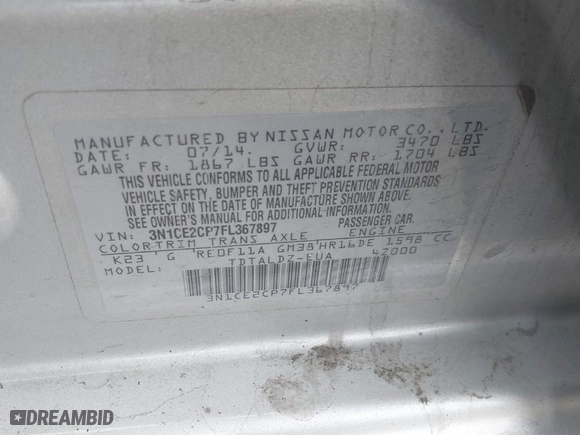 MANUFACTURED BY NISSAN MOTOR CO., LTD.
DATE: 07/14. GVWR: 3470 LBS
GAWR FR: 1867 LBS GAWR RR: 1704 LBS
THIS VEHICLE CONFORMS TO ALL APPLICABLE FEDERAL MOTOR
VEHICLE SAFETY, BUMPER AND THEFT PREVENTION STANDARDS
IN EFFECT ON THE DATE OF MANUFACTURE SHOWN ABOVE.
SEE OWNER'S MANUAL FOR ADDITIONAL INFORMATION.
VIN: 3N1CE2CP7FL367897 PASSENGER CAR.
COLOR TRIM TRANS AXLE ENGINE
K23 ' G 'RE0F11A GM38'HR16DE 1598 CC
MODEL: TDTALDZ-EUA 47000
3N1CE2CP7FL367897
DREAMBID